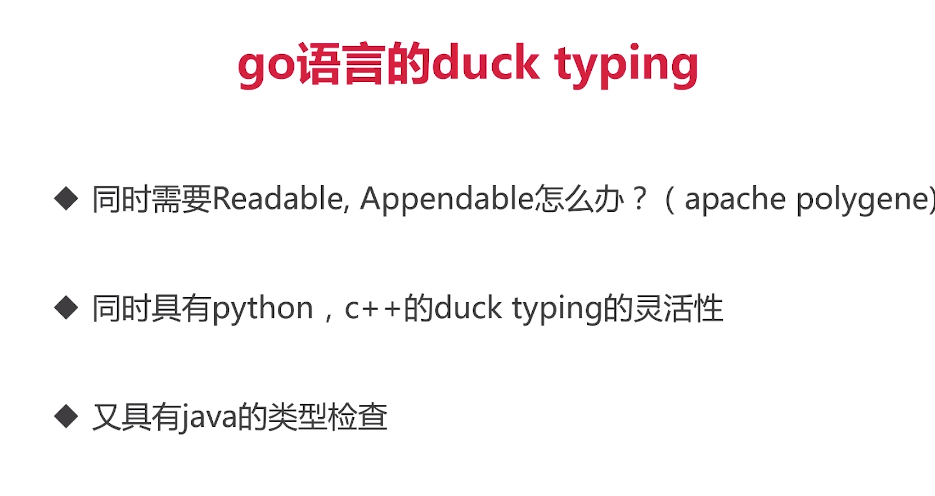 go语言的duck typing
◆ 同时需要Readable, Appendable怎么办？（apache polygene)
◆ 同时具有python，c++的duck typing的灵活性
◆ 又具有java的类型检查